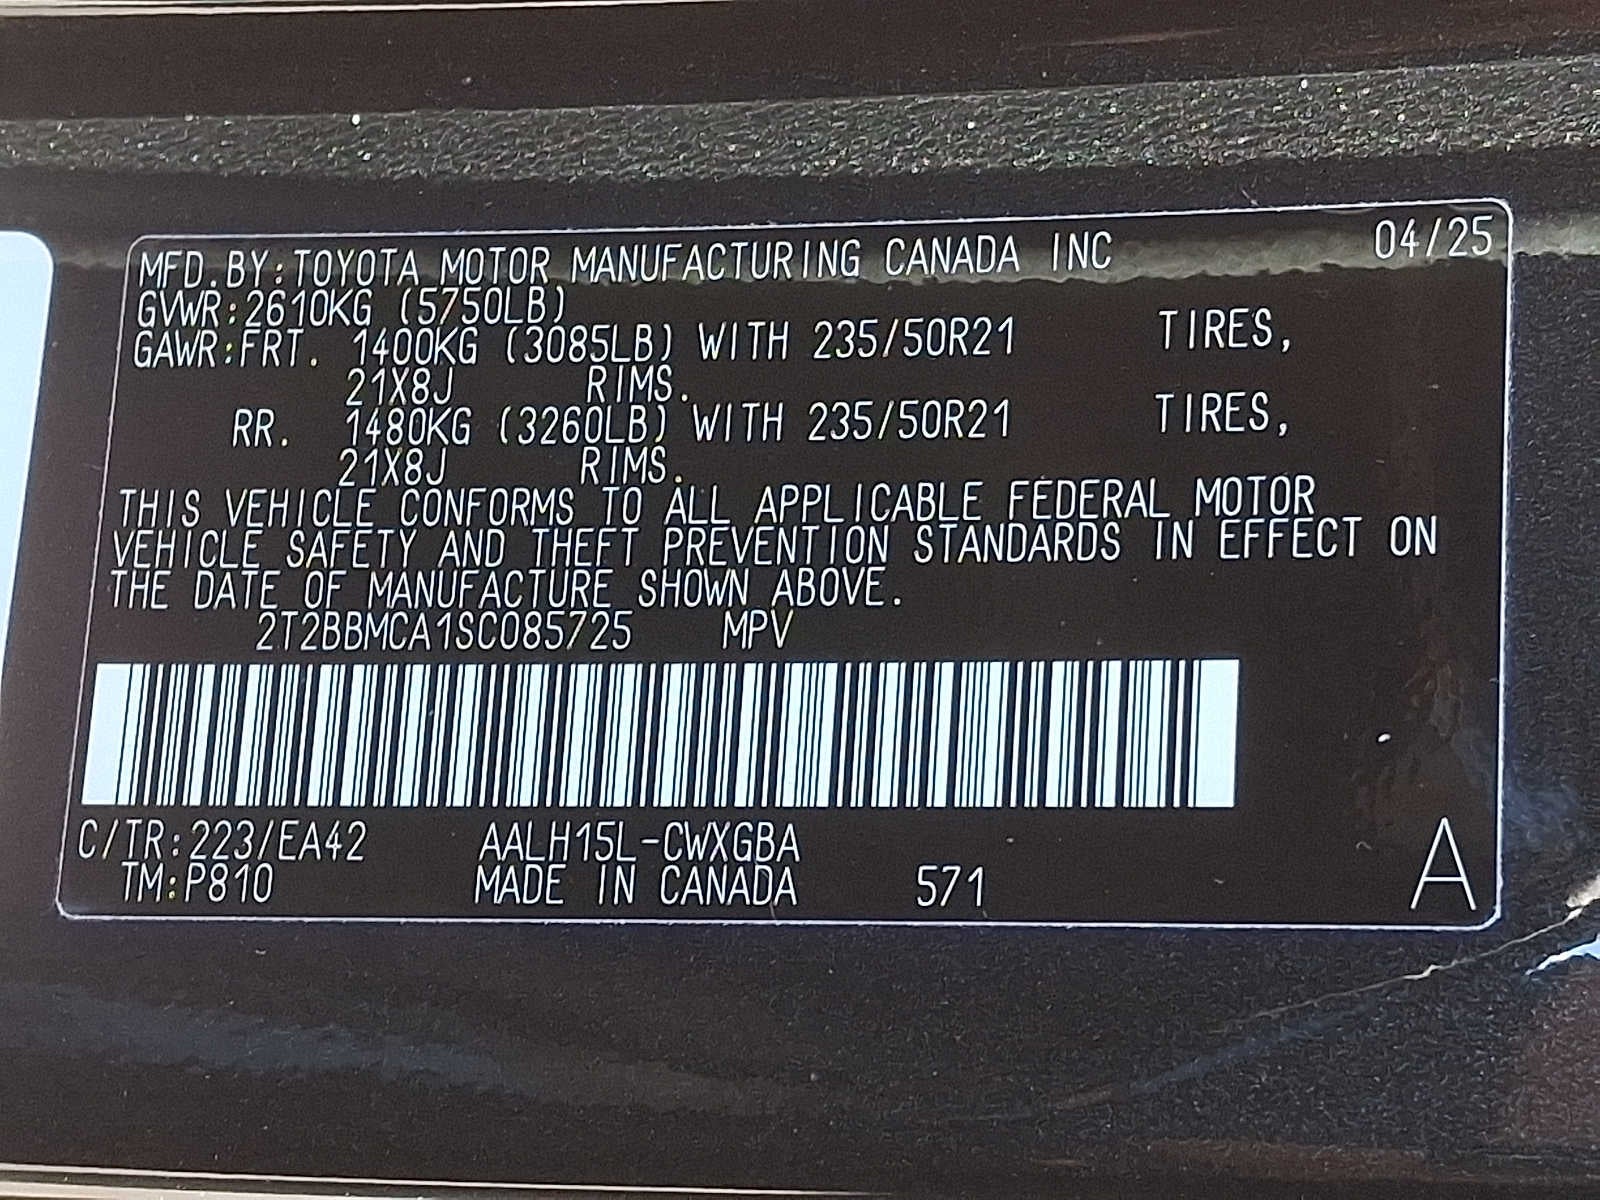 MFD.BY:TOYOTA MOTOR MANUFACTURING CANADA INC 04/25
GVWR:2610KG (5750LB)
GAWR:FRT. 1400KG (3085LB) WITH 235/50R21 TIRES,
21X8J RIMS.
RR. 1480KG (3260LB) WITH 235/50R21 TIRES,
21X8J RIMS.
THIS VEHICLE CONFORMS TO ALL APPLICABLE FEDERAL MOTOR
VEHICLE SAFETY AND THEFT PREVENTION STANDARDS IN EFFECT ON
THE DATE OF MANUFACTURE SHOWN ABOVE.
2T2BBMCA1SC085725 MPV
C/TR:223/EA42 AALH15L-CWXGBA
TM:P810 MADE IN CANADA 571 A